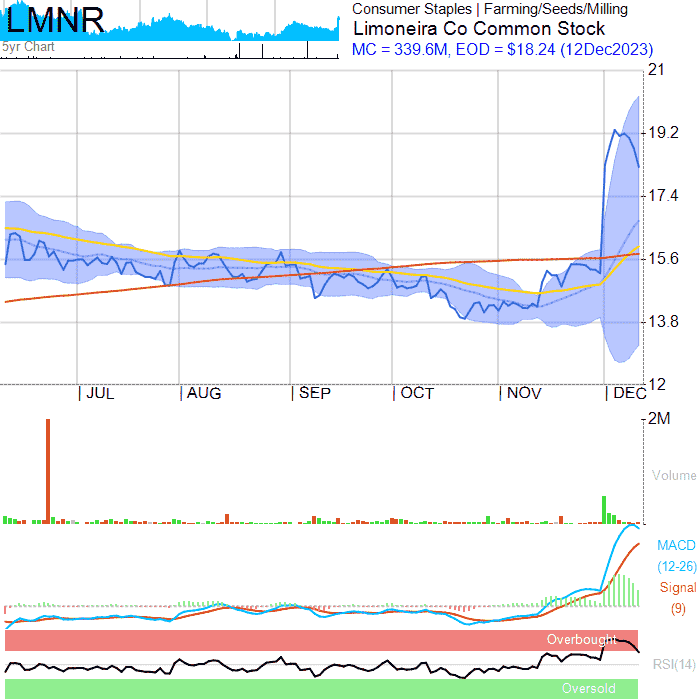 LMNR
5yr Chart
Consumer Staples | Farming/Seeds/Milling
Limoneira Co Common Stock
MC = 339.6M, EOD = $18.24 (12Dec2023)
21
19.2
17.4
15.6
13.8
12
JUL
AUG
SEP
OCT
NOV
DEC
2M
Volume
MACD
(12-26)
Signal
(9)
Overbought
RSI(14)
Oversold